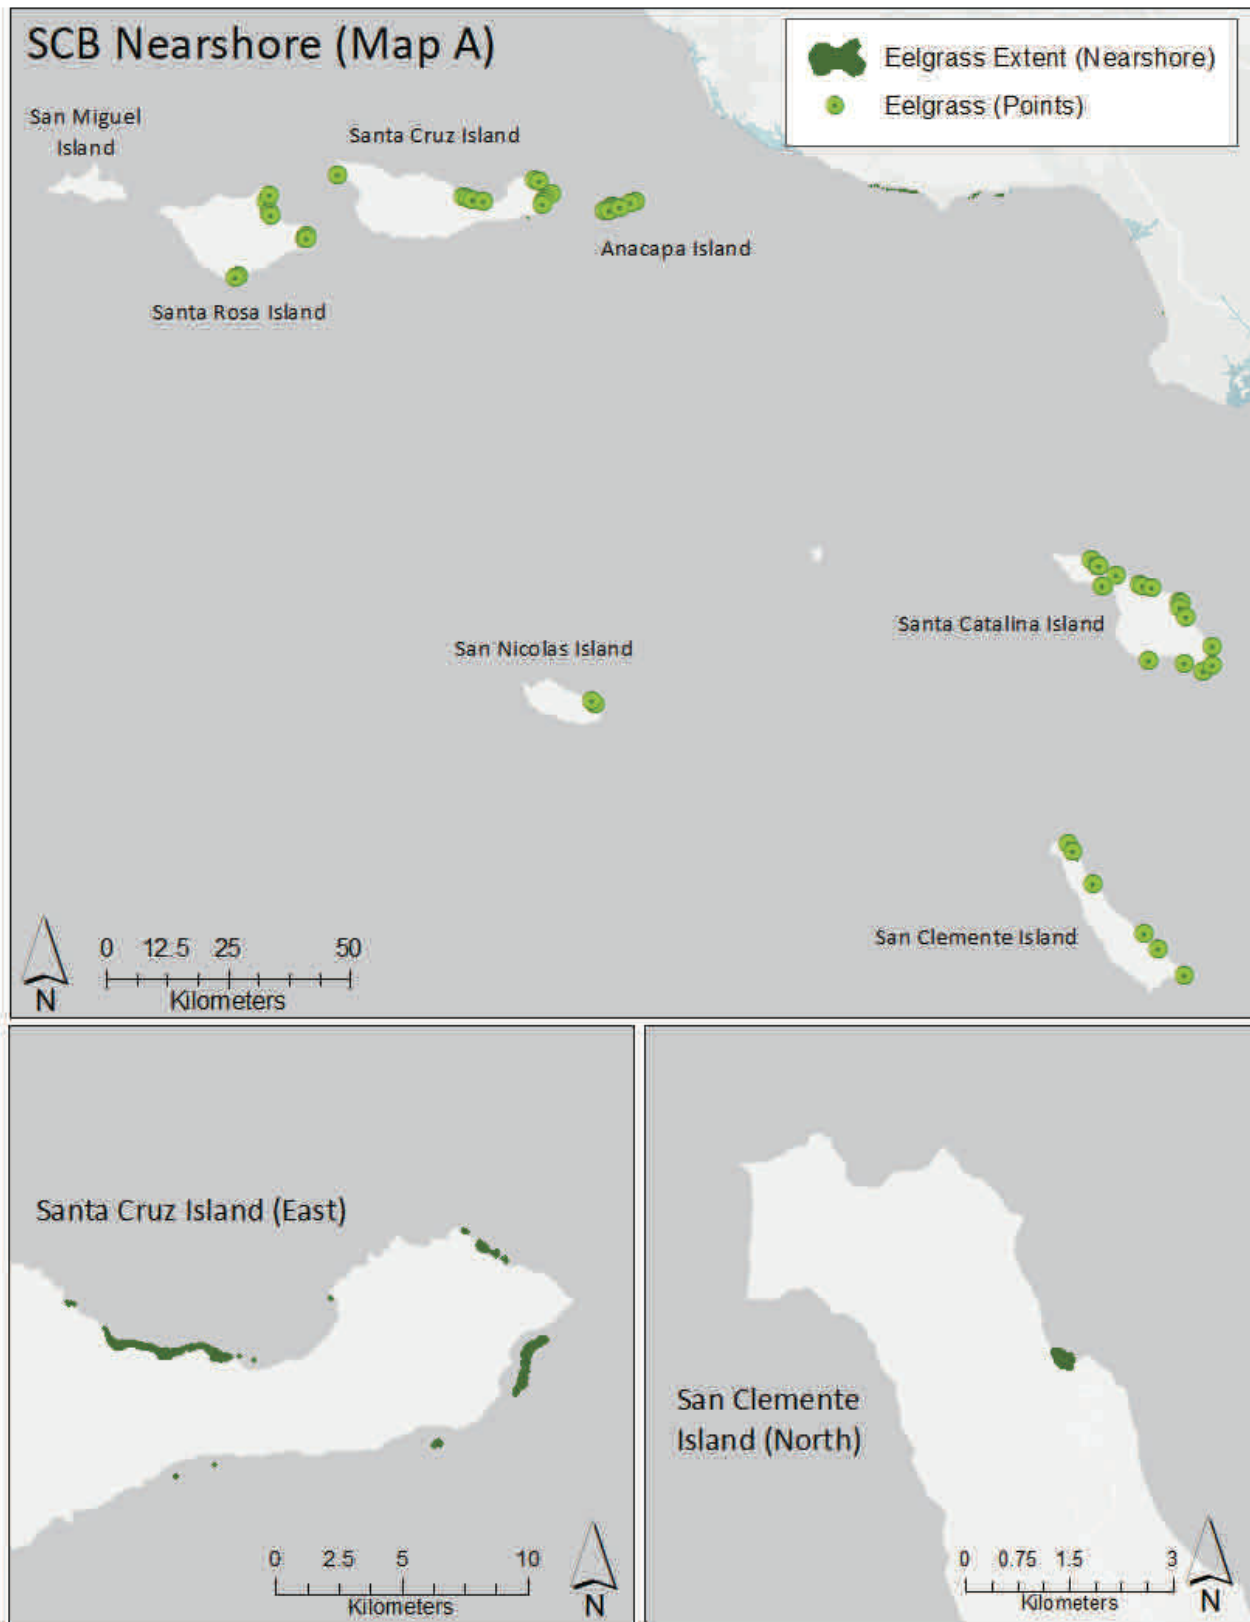 SCB Nearshore (Map A)
Eelgrass Extent (Nearshore)
Eelgrass (Points)
San Miguel
Island
Santa Cruz Island
Anacapa Island
Santa Rosa Island
Santa Catalina Island
San Nicolas Island
San Clemente Island
0 12.5 25 50
Kilometers
N
Santa Cruz Island (East)
0 2.5 5 10
Kilometers
N
San Clemente
Island (North)
0 0.75 1.5 3
Kilometers
N